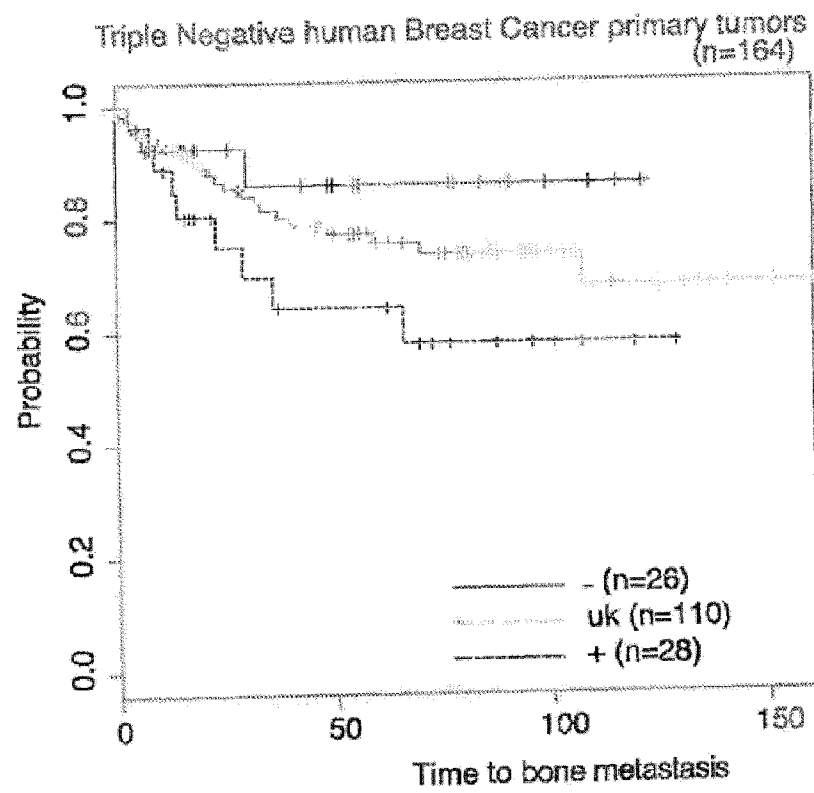 Triple Negative human Breast Cancer primary tumors
(n=164)
1.0
0.8
0.6
0.4
0.2
0.0
Probability
- (n=26)
uk (n=110)
+ (n=28)
0
50
100
150
Time to bone metastasis